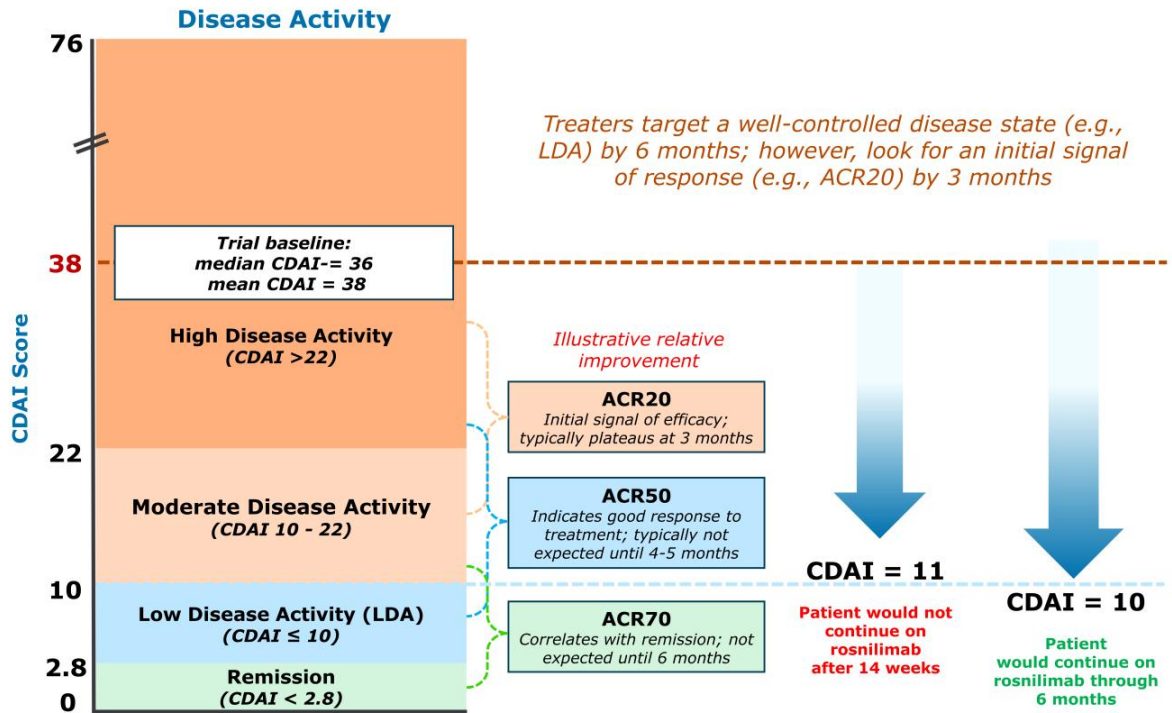 Disease Activity
76
Treaters target a well-controlled disease state (e.g.,
LDA) by 6 months; however, look for an initial signal
of response (e.g., ACR20) by 3 months
Trial baseline:
median CDAI-= 36
mean CDAI = 38
38
CDAI Score
High Disease Activity
(CDAI >22)
Illustrative relative
improvement
ACR20
Initial signal of efficacy;
typically plateaus at 3 months
22
Moderate Disease Activity
(CDAI 10 - 22)
ACR50
Indicates good response to
treatment; typically not
expected until 4-5 months
10
CDAI = 11
Patient would not
continue on
rosnilimab
after 14 weeks
CDAI = 10
Patient
would continue on
rosnilimab through
6 months
Low Disease Activity (LDA)
(CDAI ≤ 10)
ACR70
Correlates with remission; not
expected until 6 months
2.8
Remission
(CDAI < 2.8)
0